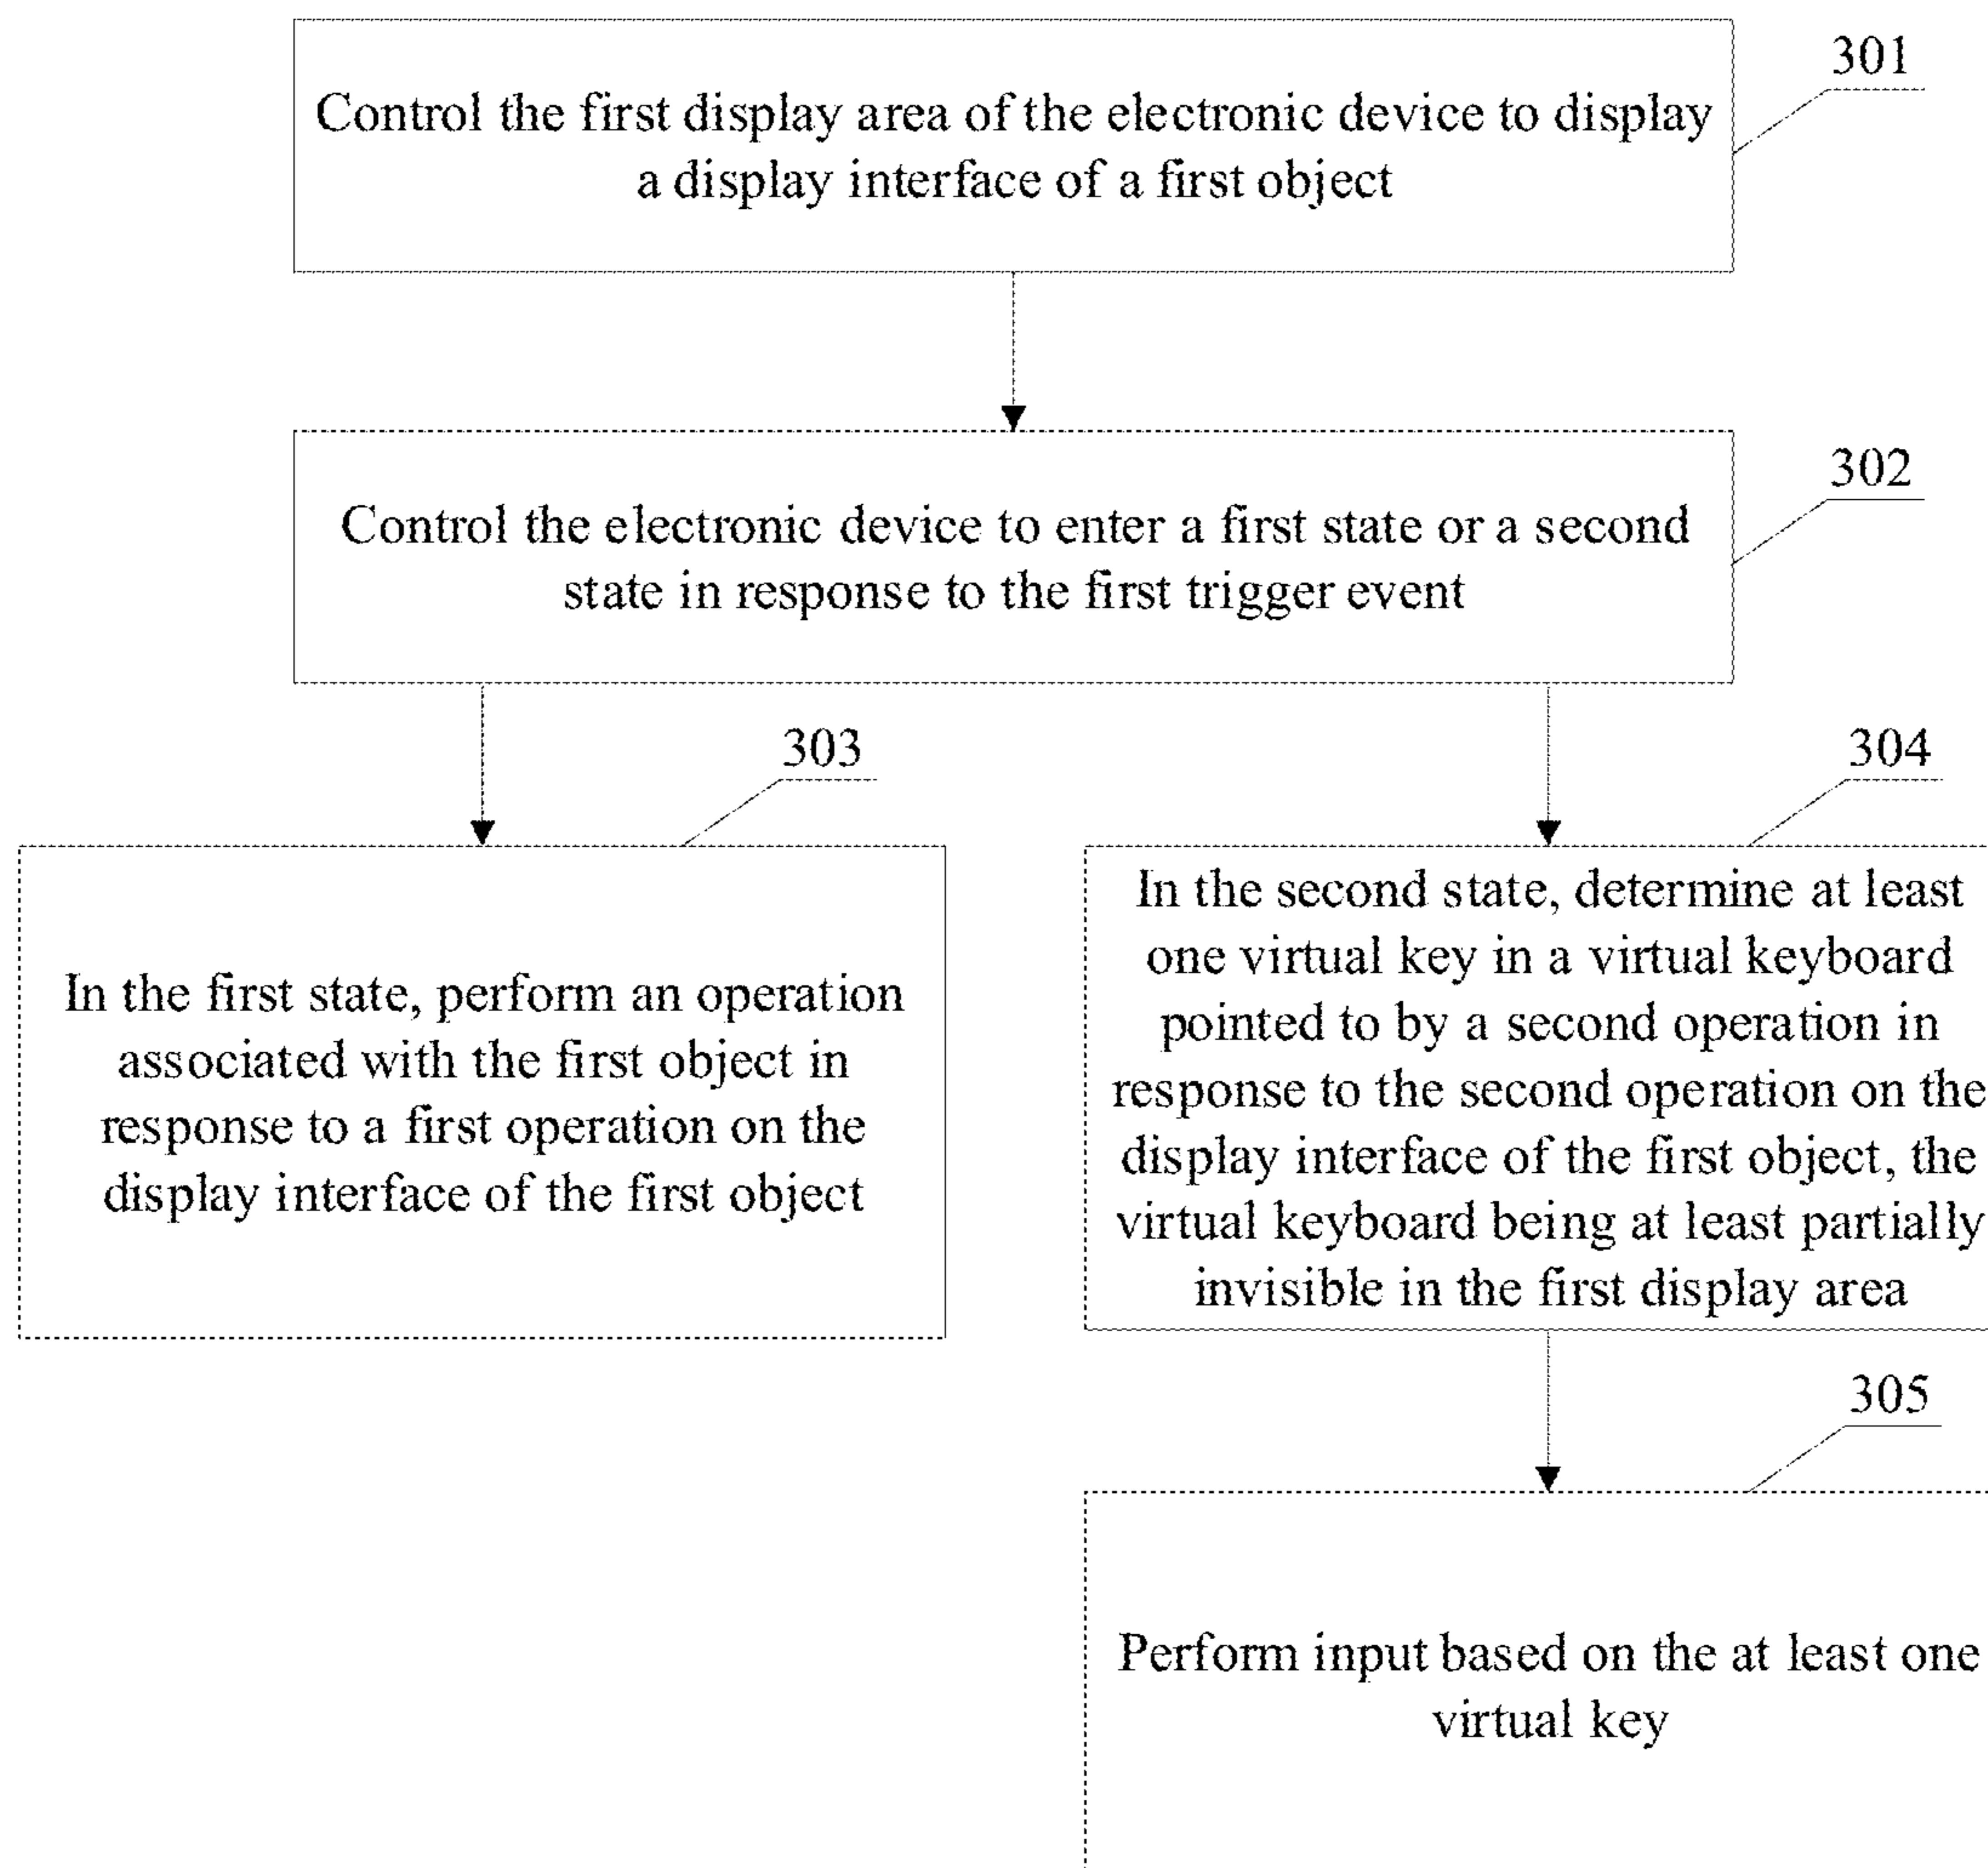 301
Control the first display area of the electronic device to display
a display interface of a first object
302
Control the electronic device to enter a first state or a second
state in response to the first trigger event
303
In the first state, perform an operation
associated with the first object in
response to a first operation on the
display interface of the first object
304
In the second state, determine at least
one virtual key in a virtual keyboard
pointed to by a second operation in
response to the second operation on the
display interface of the first object, the
virtual keyboard being at least partially
invisible in the first display area
305
Perform input based on the at least one
virtual key